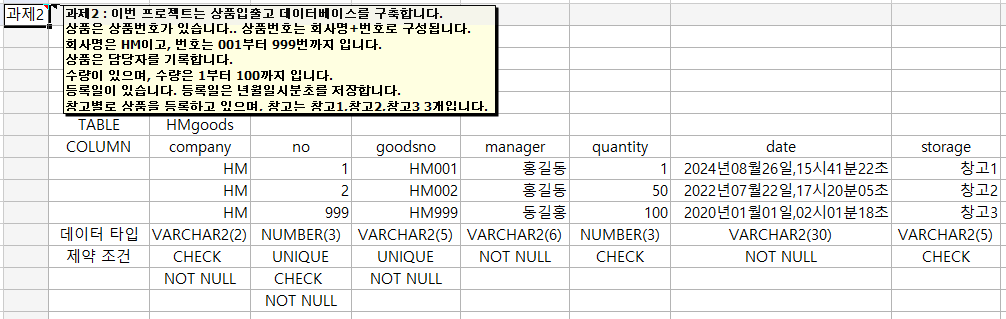 과제2
과제2 : 이번 프로젝트는 상품입출고 데이터베이스를 구축합니다.
상품은 상품번호가 있습니다.. 상품번호는 회사명+번호로 구성됩니다.
회사명은 HM이고, 번호는 001부터 999번까지 입니다.
상품은 담당자를 기록합니다.
수량이 있으며, 수량은 1부터 100까지 입니다.
등록일이 있습니다. 등록일은 년월일시분초를 저장합니다.
창고별로 상품을 등록하고 있으며, 창고는 창고1,창고2,창고3 3개입니다.
TABLE HMgoods
COLUMN company no goodsno manager quantity date storage
HM 1 HM001 홍길동 1 2024년08월26일,15시41분22초 창고1
HM 2 HM002 홍길동 50 2022년07월22일,17시20분05초 창고2
HM 999 HM999 동길홍 100 2020년01월01일,02시01분18초 창고3
데이터 타입 VARCHAR2(2) NUMBER(3) VARCHAR2(5) VARCHAR2(6) NUMBER(3) VARCHAR2(30) VARCHAR2(5)
제약 조건 CHECK UNIQUE UNIQUE NOT NULL CHECK NOT NULL CHECK
NOT NULL CHECK NOT NULL
NOT NULL